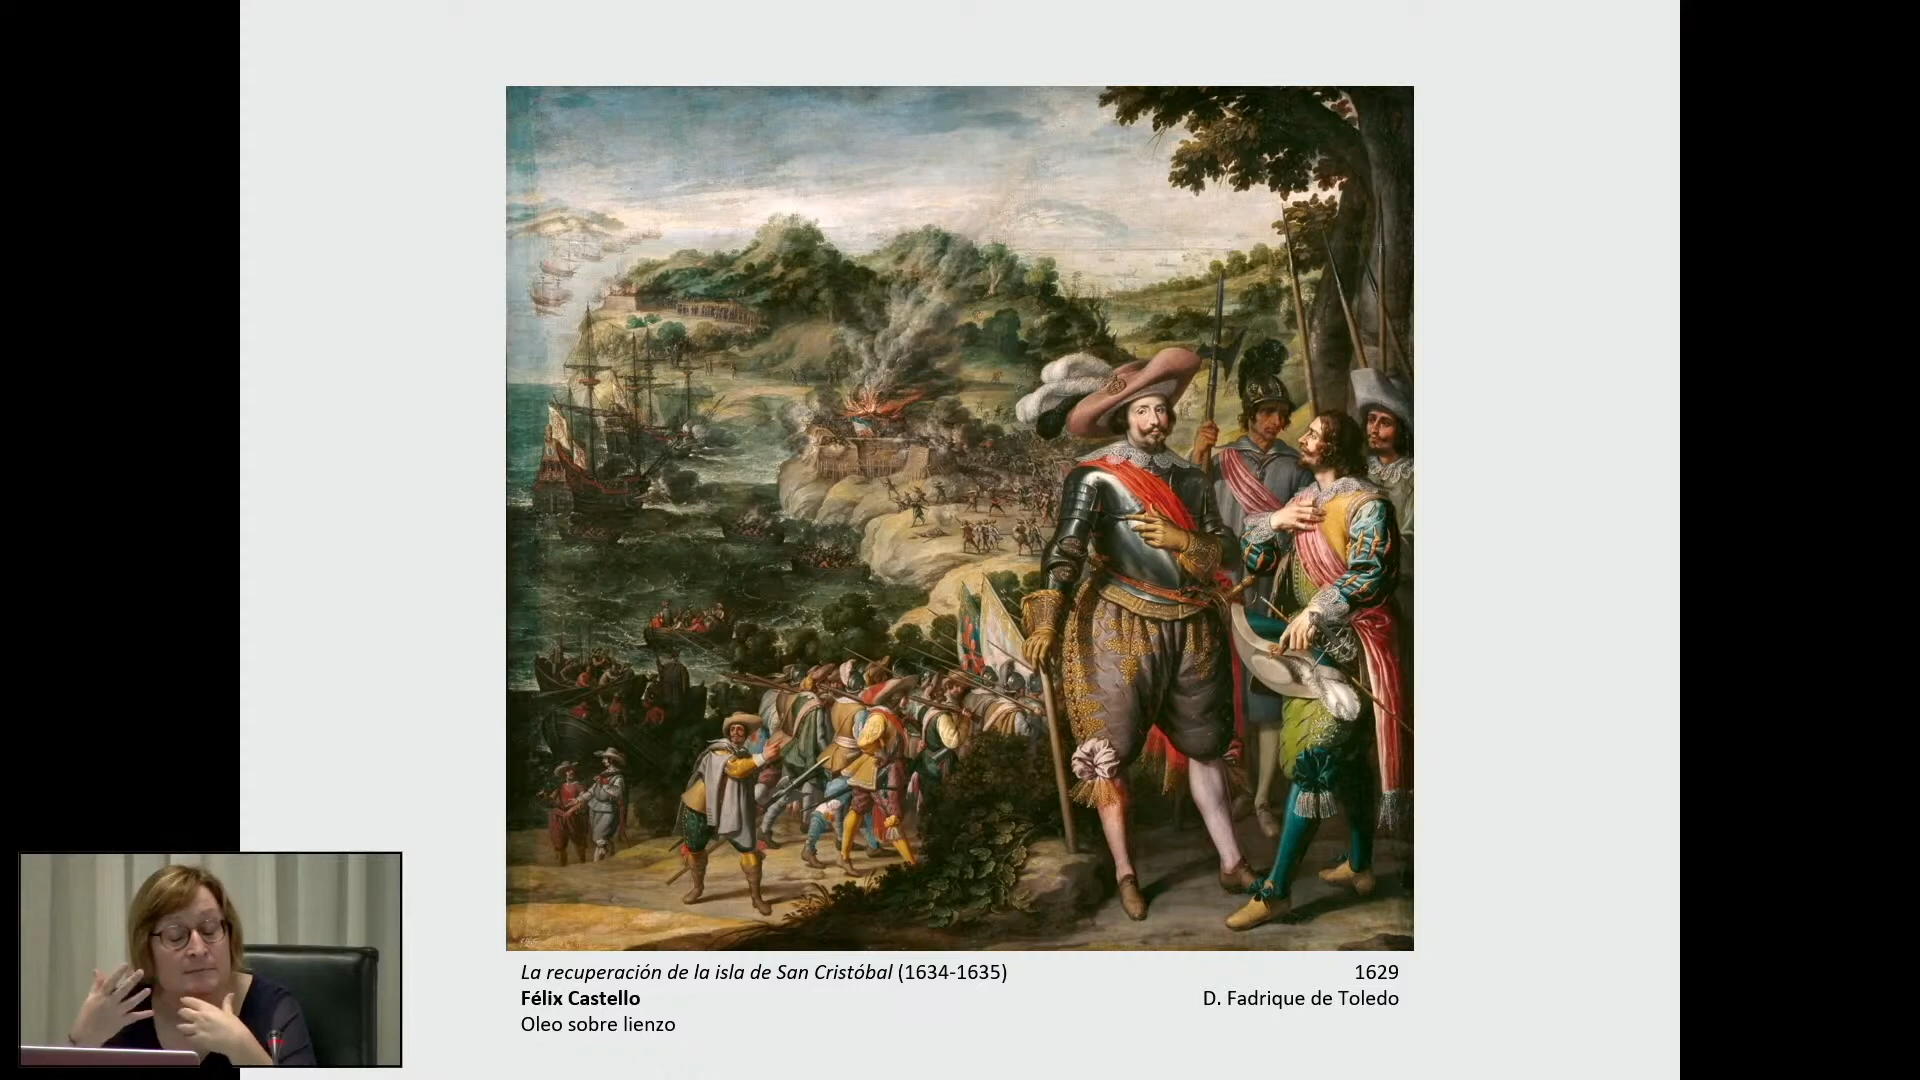 La recuperación de la isla de San Cristóbal (1634-1635)
Félix Castello
Oleo sobre lienzo
1629
D. Fadrique de Toledo